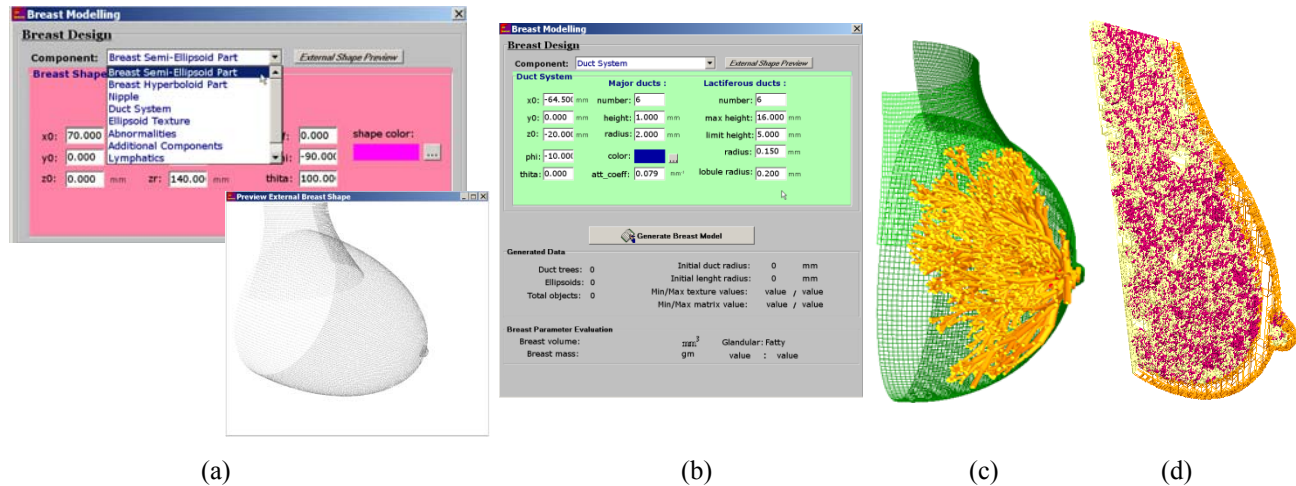 Breast Modelling
Breast Design
Component: Breast Semi-Ellipsoid Part External Shape Preview
Breast Shape
Breast Semi-Ellipsoid Part
Breast Hyperboloid Part
Nipple
Duct System
Ellipsoid Texture
Abnormalities
Additional Components
Lymphatics
x0: 70.000 0.000 shape color:
y0: 0.000 -90.000 ...
z0: 0.000 mm zr: 140.00 mm thita: 100.00
Preview External Breast Shape
(a)
Breast Modelling
Breast Design
Component: Duct System External Shape Preview
Duct System
Major ducts : Lactiferous ducts :
x0: -64.500 mm number: 6 number: 6
y0: 0.000 mm height: 1.000 mm max height: 16.000 mm
z0: -20.000 mm radius: 2.000 mm limit height: 5.000 mm
phi: -10.000 color: ... radius: 0.150 mm
thita: 0.000 att_coeff: 0.079 mm⁻¹ lobule radius: 0.200 mm
Generate Breast Model
Generated Data
Duct trees: 0 Initial duct radius: 0 mm
Ellipsoids: 0 Initial lenght radius: 0 mm
Total objects: 0 Min/Max texture values: value / value
Min/Max matrix value: value / value
Breast Parameter Evaluation
Breast volume: mm³ Glandular: Fatty
Breast mass: gm value : value
(b)
(c)
(d)